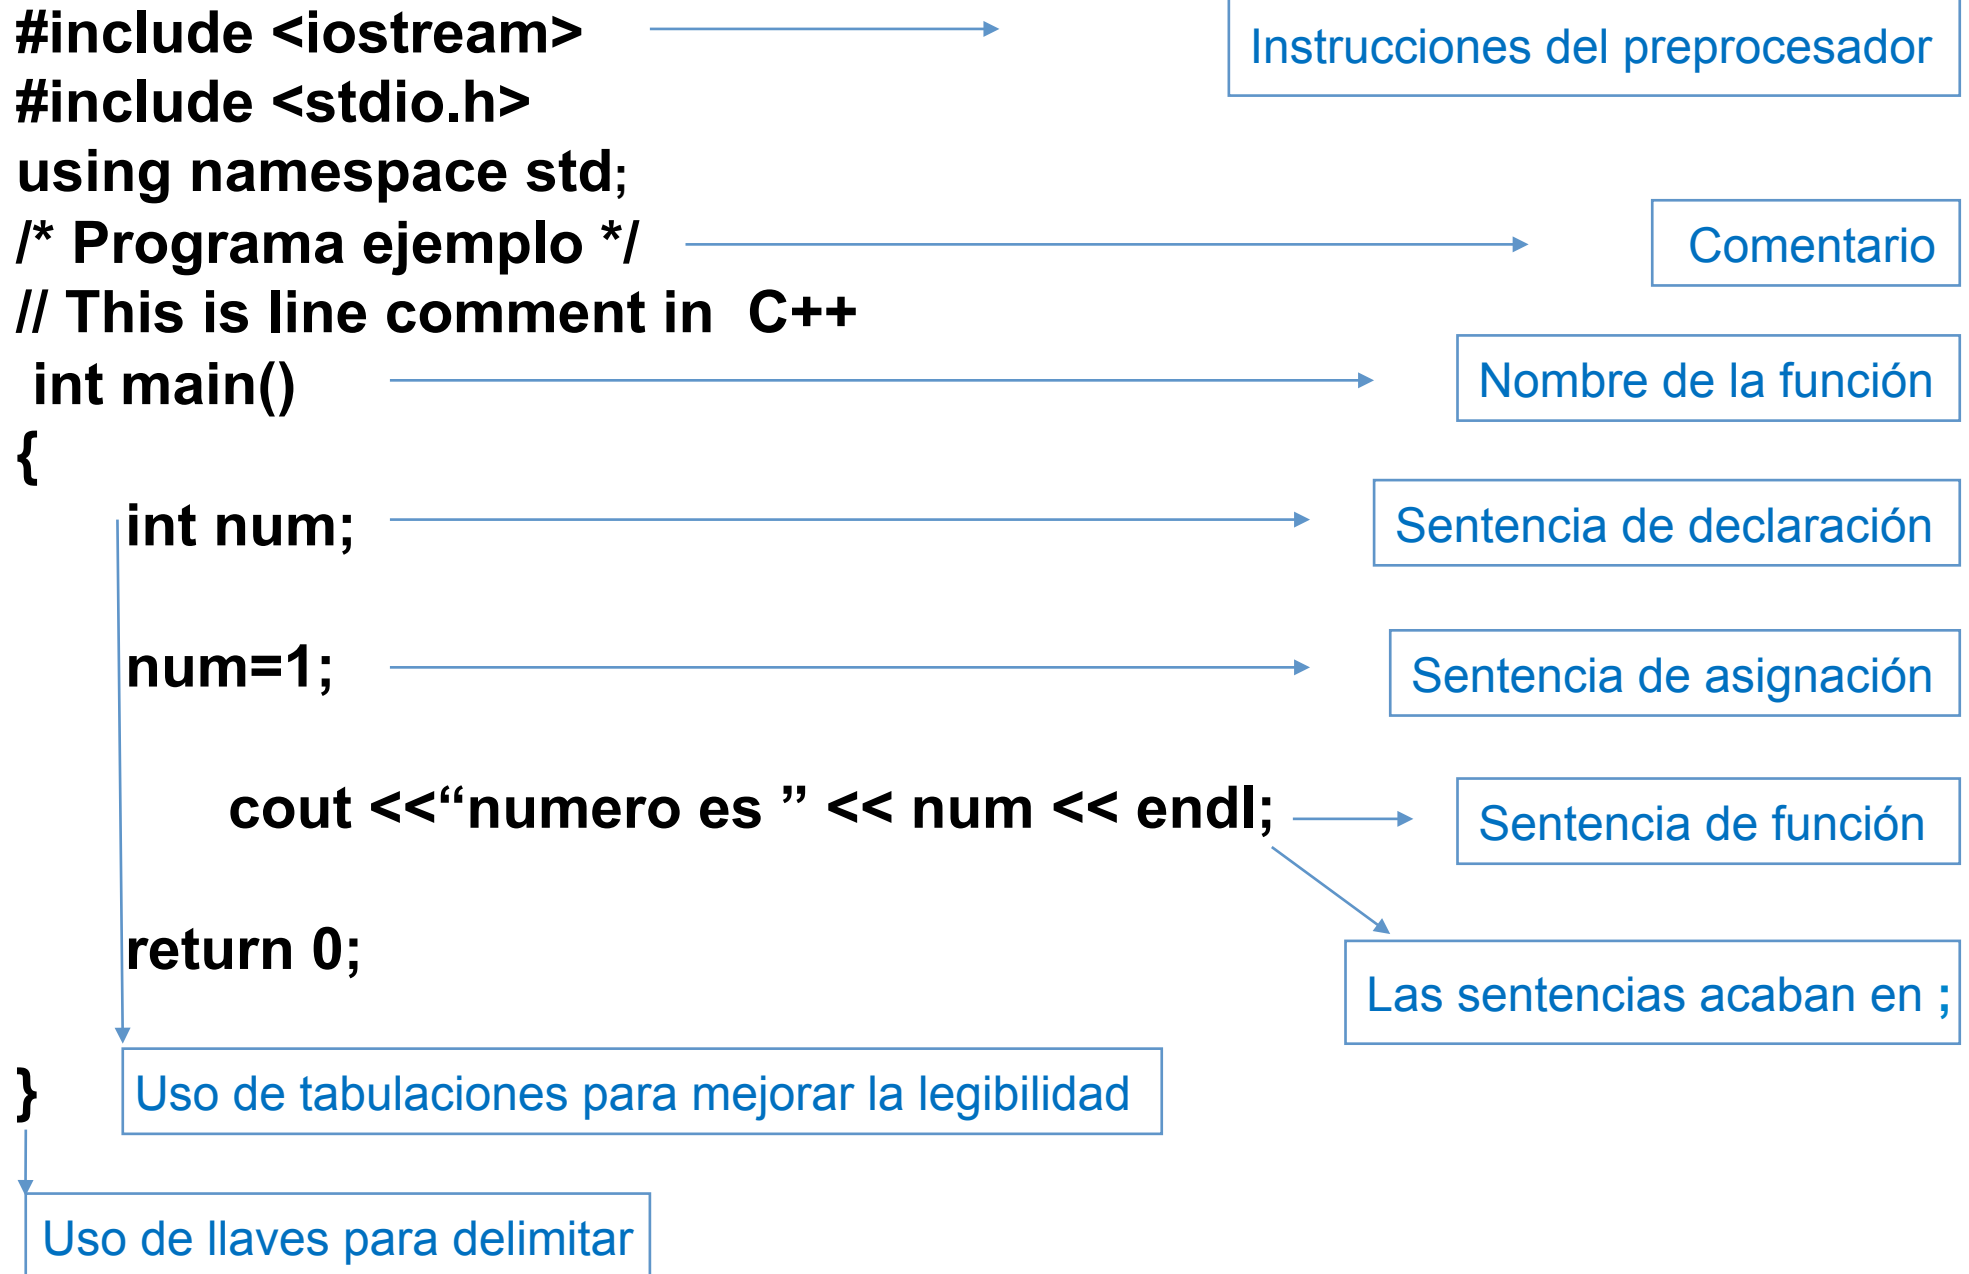 #include <iostream>
Instrucciones del preprocesador
#include <stdio.h>
using namespace std;
/* Programa ejemplo */
Comentario
// This is line comment in  C++
int main()
Nombre de la función
{
int num;
Sentencia de declaración
num=1;
Sentencia de asignación
cout <<“numero es ” << num << endl;
Sentencia de función
return 0;
Las sentencias acaban en ;
}
Uso de tabulaciones para mejorar la legibilidad
Uso de llaves para delimitar